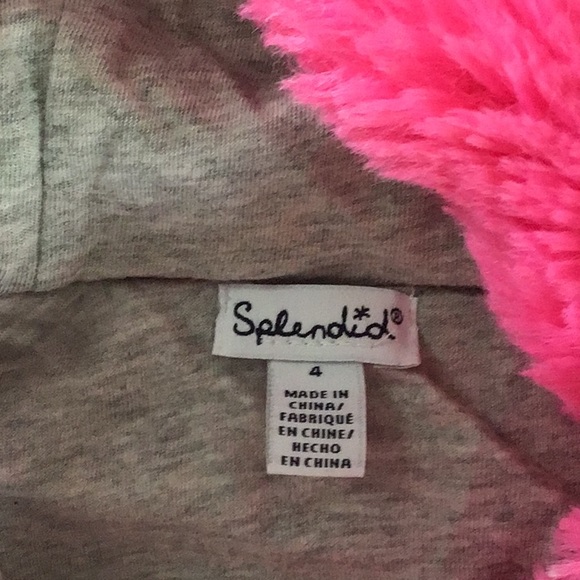 Splendid.®
4
MADE IN
CHINA/
FABRIQUÉ
EN CHINE/
HECHO
EN CHINA